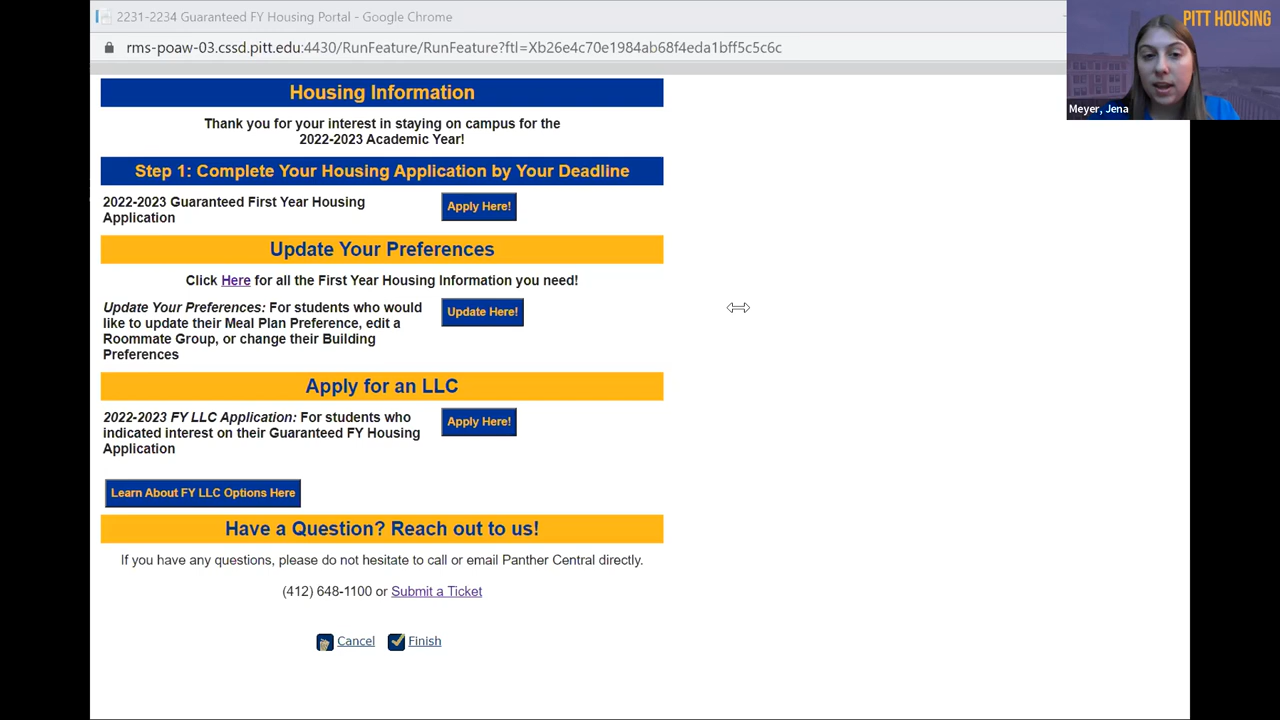 2231-2234 Guaranteed FY Housing Portal - Google Chrome
PITT HOUSING
rms-poaw-03.cssd.pitt.edu:4430/RunFeature/RunFeature?ftl=Xb26e4c70e1984ab68f4eda1bff5c5c6c
Meyer, Jena
Housing Information
Thank you for your interest in staying on campus for the
2022-2023 Academic Year!
Step 1: Complete Your Housing Application by Your Deadline
2022-2023 Guaranteed First Year Housing
Application
Apply Here!
Update Your Preferences
Click Here for all the First Year Housing Information you need!
Update Your Preferences: For students who would
like to update their Meal Plan Preference, edit a
Roommate Group, or change their Building
Preferences
Update Here!
Apply for an LLC
2022-2023 FY LLC Application: For students who
indicated interest on their Guaranteed FY Housing
Application
Apply Here!
Learn About FY LLC Options Here
Have a Question? Reach out to us!
If you have any questions, please do not hesitate to call or email Panther Central directly.
(412) 648-1100 or Submit a Ticket
Cancel Finish